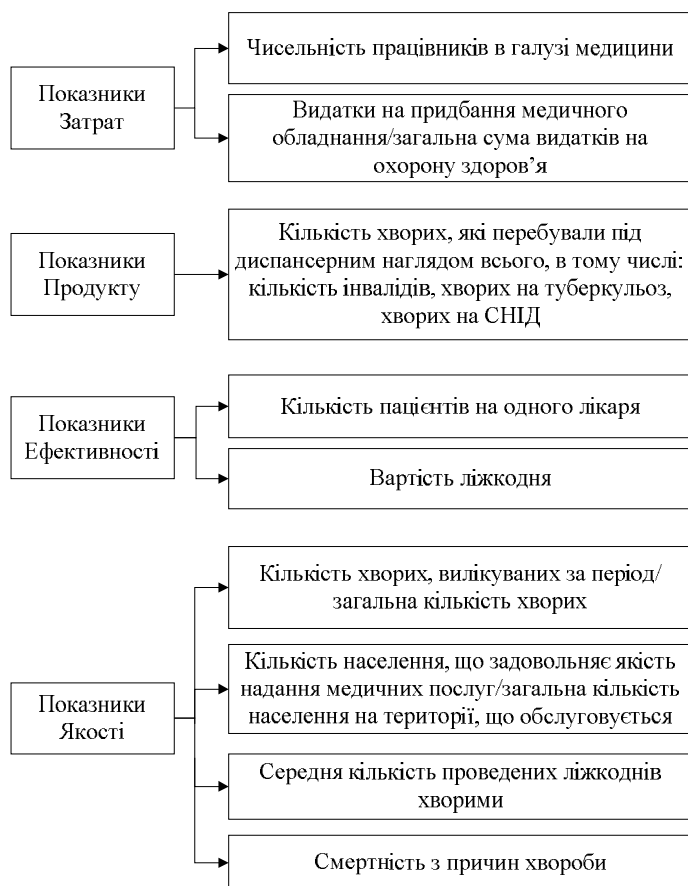 Показники
Затрат
Чисельність працівників в галузі медицини
Видатки на придбання медичного
обладнання/загальна сума видатків на
охорону здоров’я
Показники
Продукту
Кількість хворих, які перебували під
диспансерним наглядом всього, в тому числі:
кількість інвалідів, хворих на туберкульоз,
хворих на СНІД
Показники
Ефективності
Кількість пацієнтів на одного лікаря
Вартість ліжкодня
Показники
Якості
Кількість хворих, вилікуваних за період/
загальна кількість хворих
Кількість населення, що задовольняє якість
надання медичних послуг/загальна кількість
населення на території, що обслуговується
Середня кількість проведених ліжкоднів
хворими
Смертність з причин хвороби